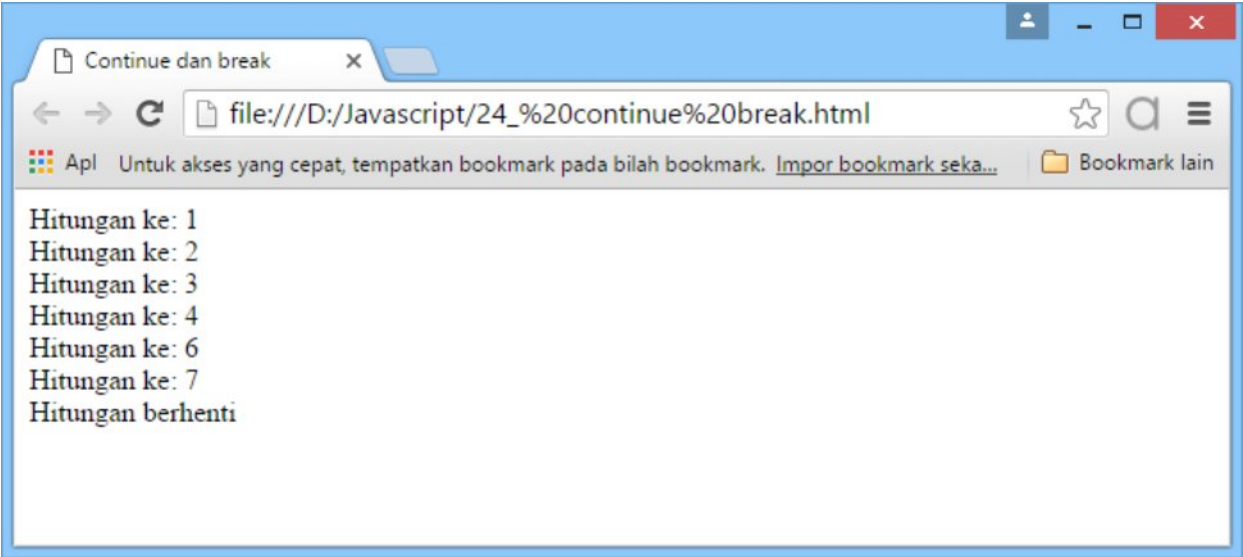 Continue dan break
file:///D:/Javascript/24_%20continue%20break.html
Apl Untuk akses yang cepat, tempatkan bookmark pada bilah bookmark. Impor bookmark seka... Bookmark lain
Hitungan ke: 1
Hitungan ke: 2
Hitungan ke: 3
Hitungan ke: 4
Hitungan ke: 6
Hitungan ke: 7
Hitungan berhenti